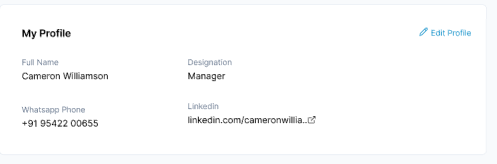 My Profile
Edit Profile
Full Name
Cameron Williamson
Designation
Manager
Whatsapp Phone
+91 95422 00655
Linkedin
linkedin.com/cameronwillia..